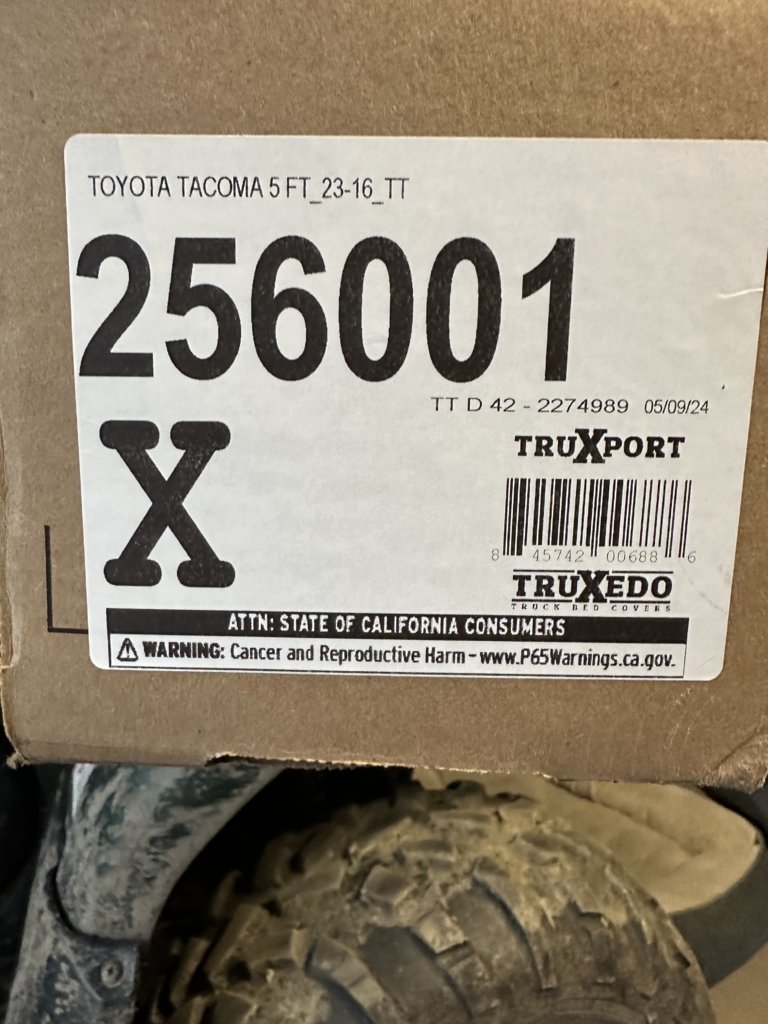 TOYOTA TACOMA 5 FT_23-16_TT
256001
TT D 42 - 2274989 05/09/24
X
TRUXPORT
8 45742 00688 6
TRUXEDO
TRUCK BED COVERS
ATTN: STATE OF CALIFORNIA CONSUMERS
WARNING: Cancer and Reproductive Harm - www.P65Warnings.ca.gov.